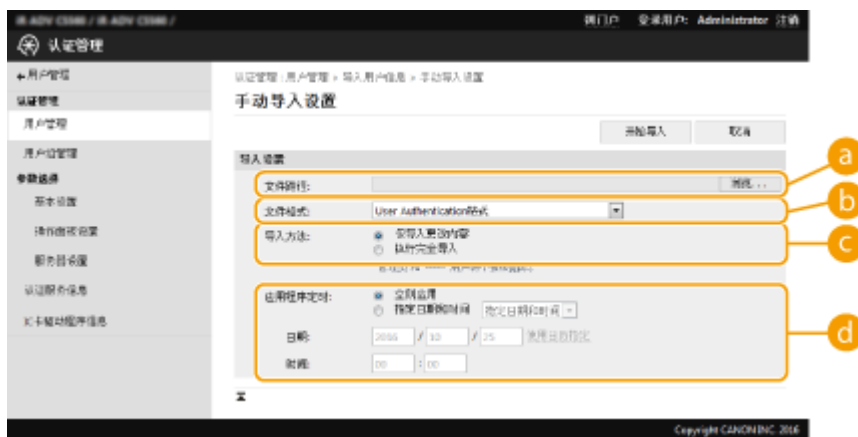 到门户 登录用户: Administrator 注销
认证管理
用户管理
认证管理 : 用户管理 > 导入用户信息 > 手动导入设置
认证管理
手动导入设置
用户管理
开始导入 取消
用户组管理
导入设置
a
参数选择
文件路径: 浏览...
基本设置
文件格式: User Authentication格式
b
操作面板设置
导入方法: 仅导入更改内容
执行完全导入
c
服务器设置
认证服务信息
应用程序定时: 立刻应用
指定日期和时间 指定日期和时间
IC卡驱动程序信息
日期: 2016 / 10 / 25
d
时间: 00 : 00
Copyright CANON INC. 2016